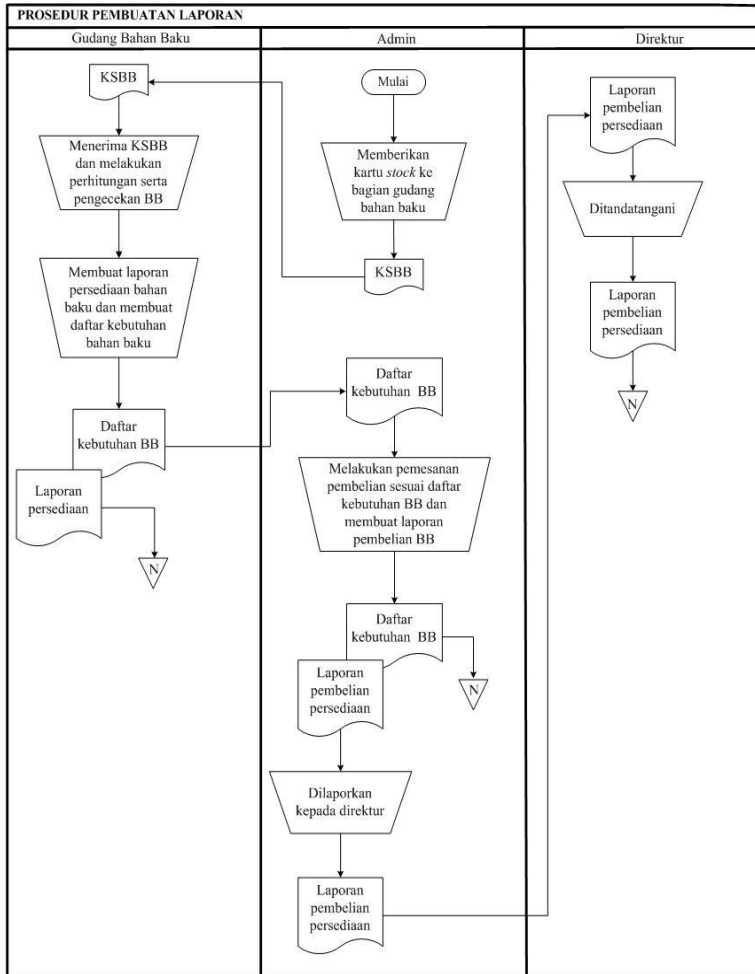 PROSEDUR PEMBUATAN LAPORAN
Gudang Bahan Baku
Admin
Direktur
KSBB
Menerima KSBB
dan melakukan
perhitungan serta
pengecekan BB
Membuat laporan
persediaan bahan
baku dan membuat
daftar kebutuhan
bahan baku
Daftar
kebutuhan BB
Laporan
persediaan
N
Mulai
Memberikan
kartu stock ke
bagian gudang
bahan baku
KSBB
Daftar
kebutuhan BB
Melakukan pemesanan
pembelian sesuai daftar
kebutuhan BB dan
membuat laporan
pembelian BB
Daftar
kebutuhan BB
Laporan
pembelian
persediaan
N
Dilaporkan
kepada direktur
Laporan
pembelian
persediaan
Laporan
pembelian
persediaan
Ditandatangani
Laporan
pembelian
persediaan
N